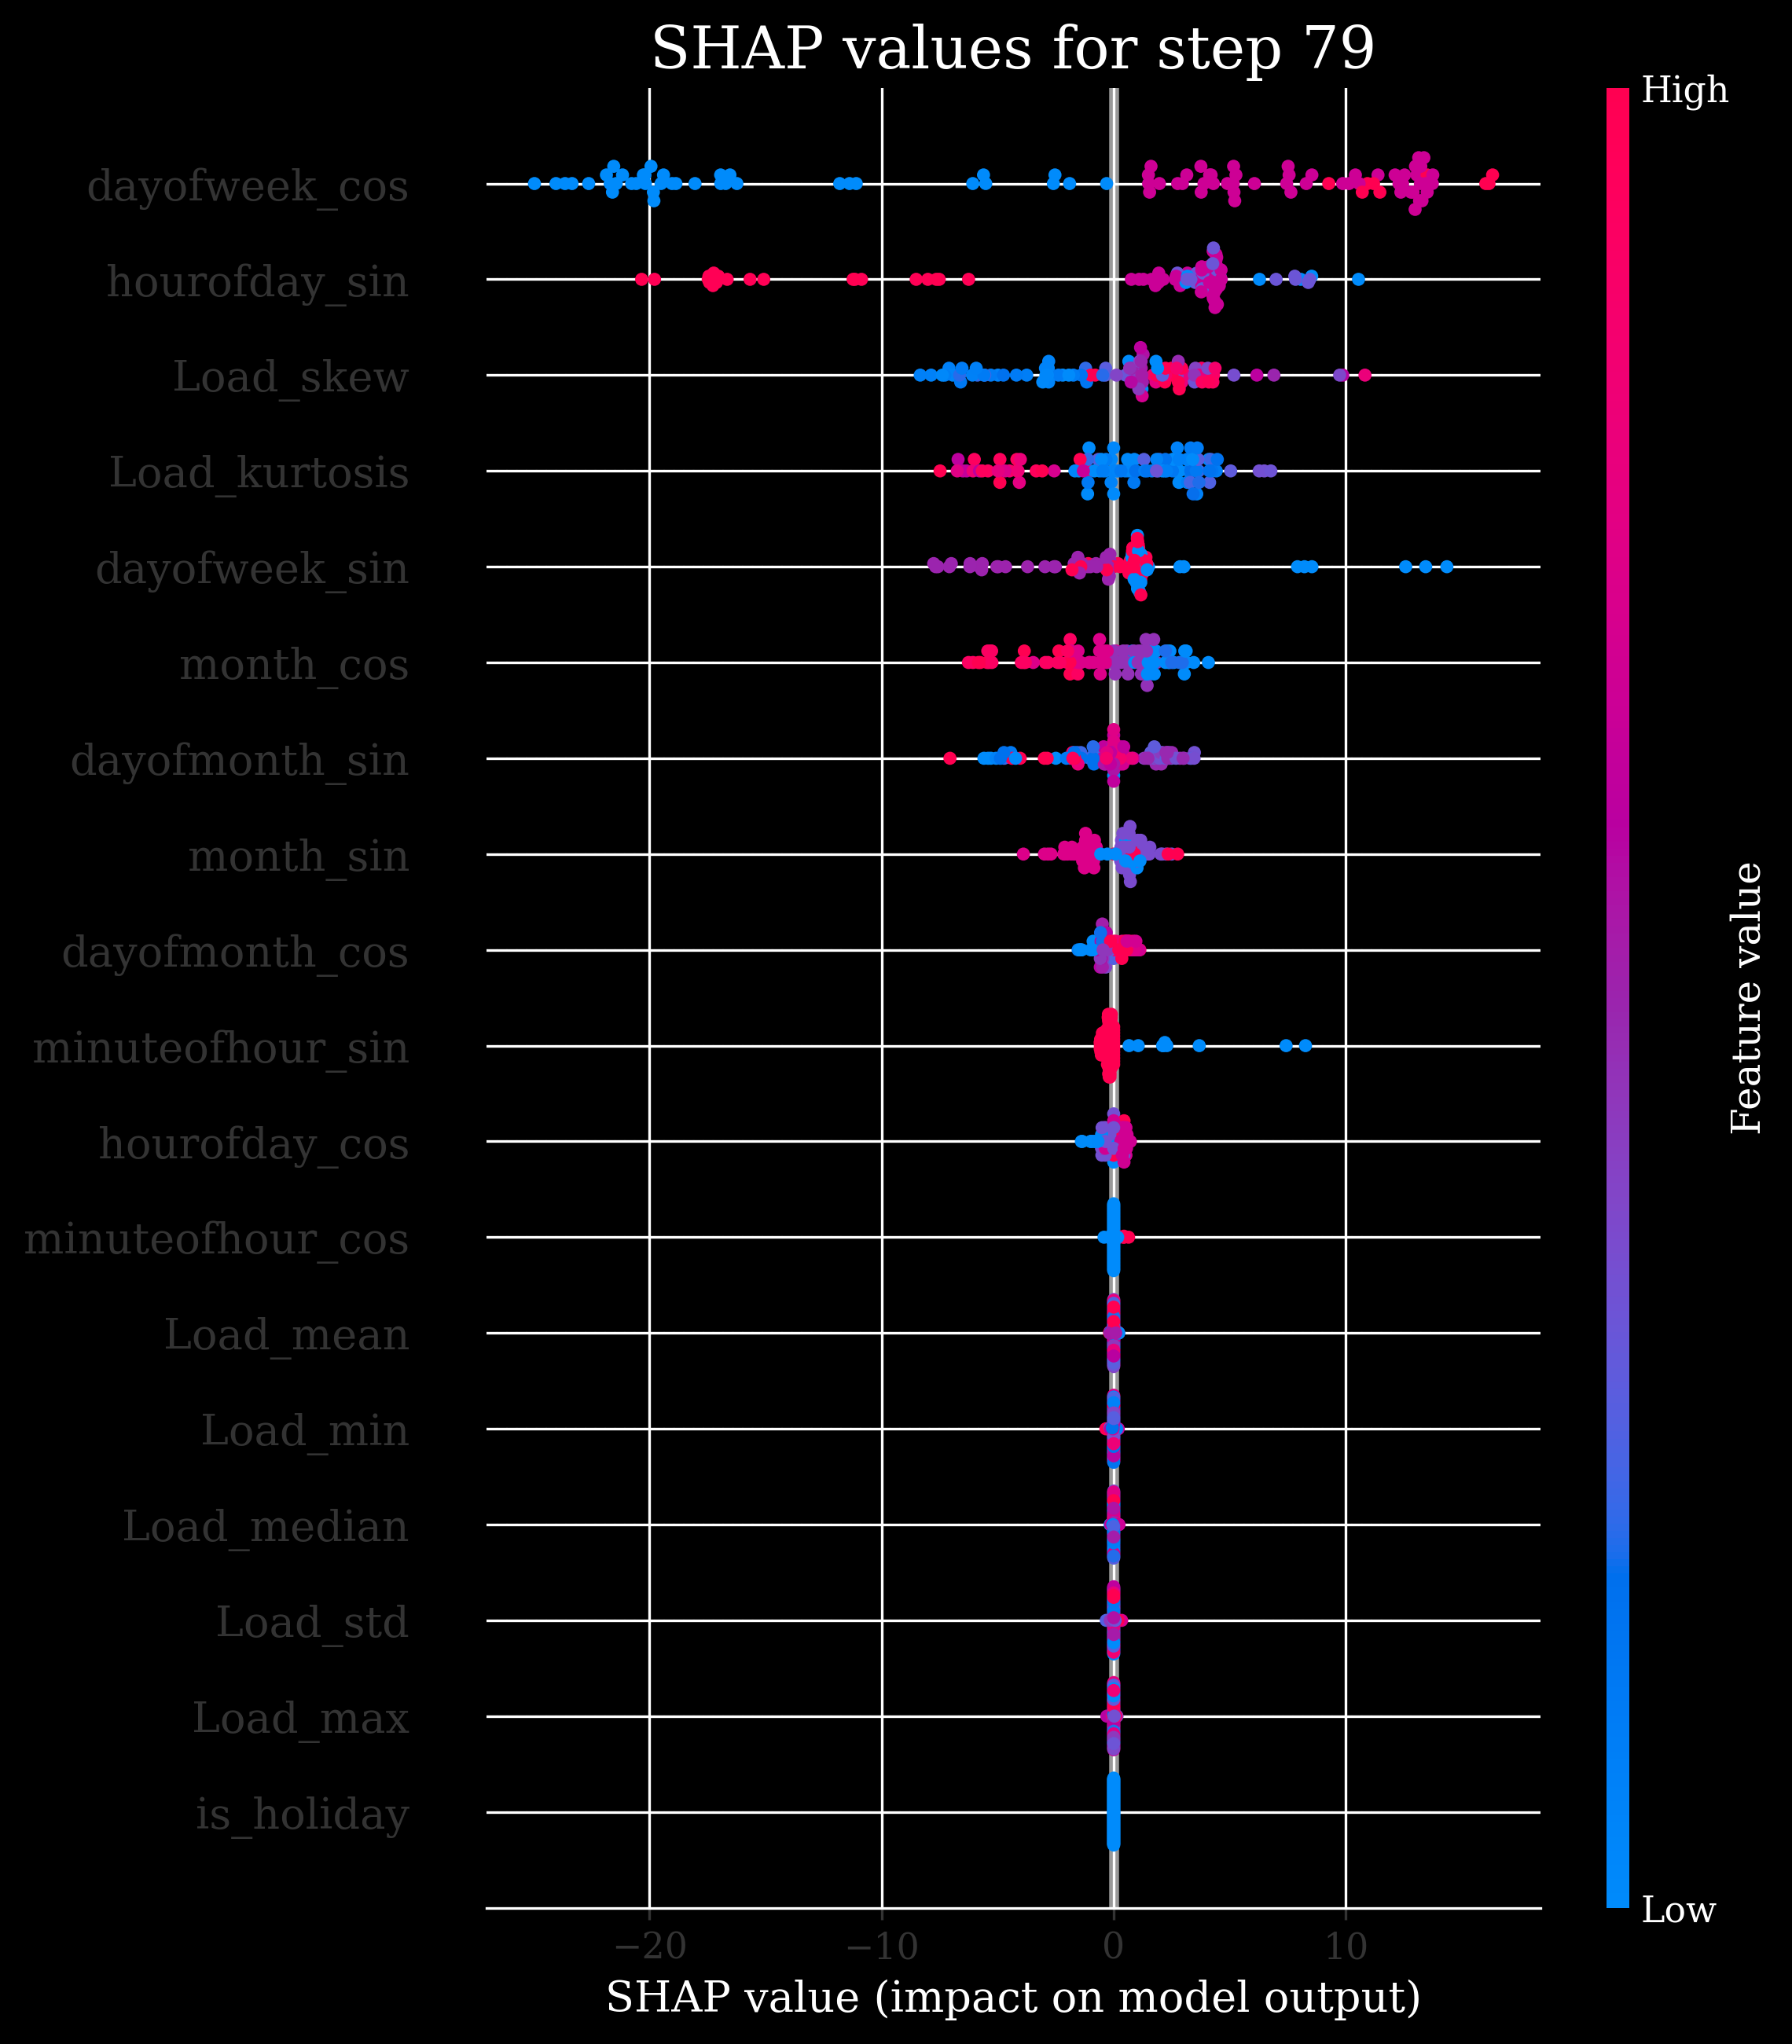 SHAP values for step 79
High
dayofweek_cos
hourofday_sin
Load_skew
Load_kurtosis
dayofweek_sin
month_cos
dayofmonth_sin
month_sin
dayofmonth_cos
minuteofhour_sin
hourofday_cos
minuteofhour_cos
Load_mean
Load_min
Load_median
Load_std
Load_max
is_holiday
Feature value
Low
−20 −10 0 10
SHAP value (impact on model output)